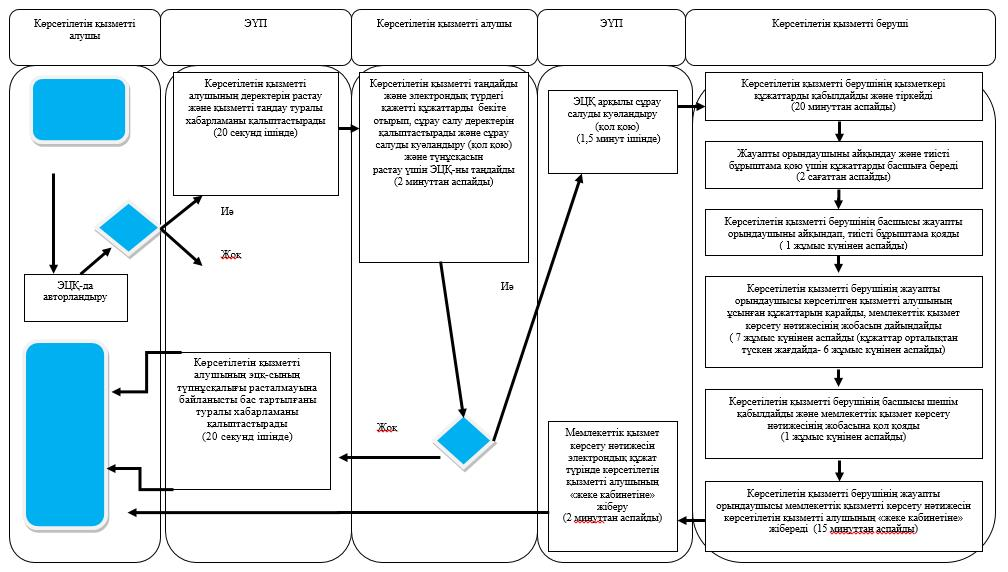 Көрсетілетін қызметті
алушы
ЭҮП
Көрсетілетін қызметті алушы
ЭҮП
Көрсетілетін қызметті беруші
ЭЦҚ-да
авторландыру
Көрсетілетін қызметті
алушының деректерін растау
және қызметті таңдау туралы
хабарламаны қалыптастырады
(20 секунд ішінде)
Иә
Жоқ
Көрсетілетін қызметті
алушының эцқ-сының
түпнұсқалығы расталмауына
байланысты бас тартылғаны
туралы хабарламаны
қалыптастырады
(20 секунд ішінде)
Көрсетілетін қызметті таңдайды
және электрондық түрдегі
қажетті құжаттарды бекіте
отырып, сұрау салу деректерін
қалыптастырады және сұрау
салуды куәландыру (қол қою)
және түнұсқасын
растау үшін ЭЦҚ-ны таңдайды
(2 минуттан аспайды)
Иә
Жоқ
ЭЦҚ арқылы сұрау
салуды куәландыру
(қол қою)
(1,5 минут ішінде)
Мемлекеттік қызмет
көрсету нәтижесін
электрондық құжат
түрінде көрсетілетін
қызметті алушының
«жеке кабинетіне»
жіберу
(2 минуттан аспайды)
Көрсетілетін қызметті берушінің қызметкері
құжаттарды қабылдайды және тіркейді
(20 минуттан аспайды)
Жауапты орындаушыны айқындау және тиісті
бұрыштама қою үшін құжаттарды басшыға береді
(2 сағаттан аспайды)
Көрсетілетін қызметті берушінің басшысы жауапты
орындаушыны айқындап, тиісті бұрыштама қояды
( 1 жұмыс күнінен аспайды)
Көрсетілетін қызметті берушінің жауапты
орындаушысы көрсетілген қызметті алушының
ұсынған құжаттарын қарайды, мемлекеттік қызмет
көрсету нәтижесінің жобасын дайындайды
( 7 жұмыс күнінен аспайды (құжаттар орталықтан
түскен жағдайда- 6 жұмыс күнінен аспайды)
Көрсетілетін қызметті берушінің басшысы шешім
қабылдайды және мемлекеттік қызмет көрсету
нәтижесінің жобасына қол қояды
(1 жұмыс күнінен аспайды)
Көрсетілетін қызметті берушінің жауапты
орындаушысы мемлекеттік қызметті көрсету нәтижесін
көрсетілетін қызметті алушының «жеке кабинетіне»
жібереді (15 минуттан аспайды)